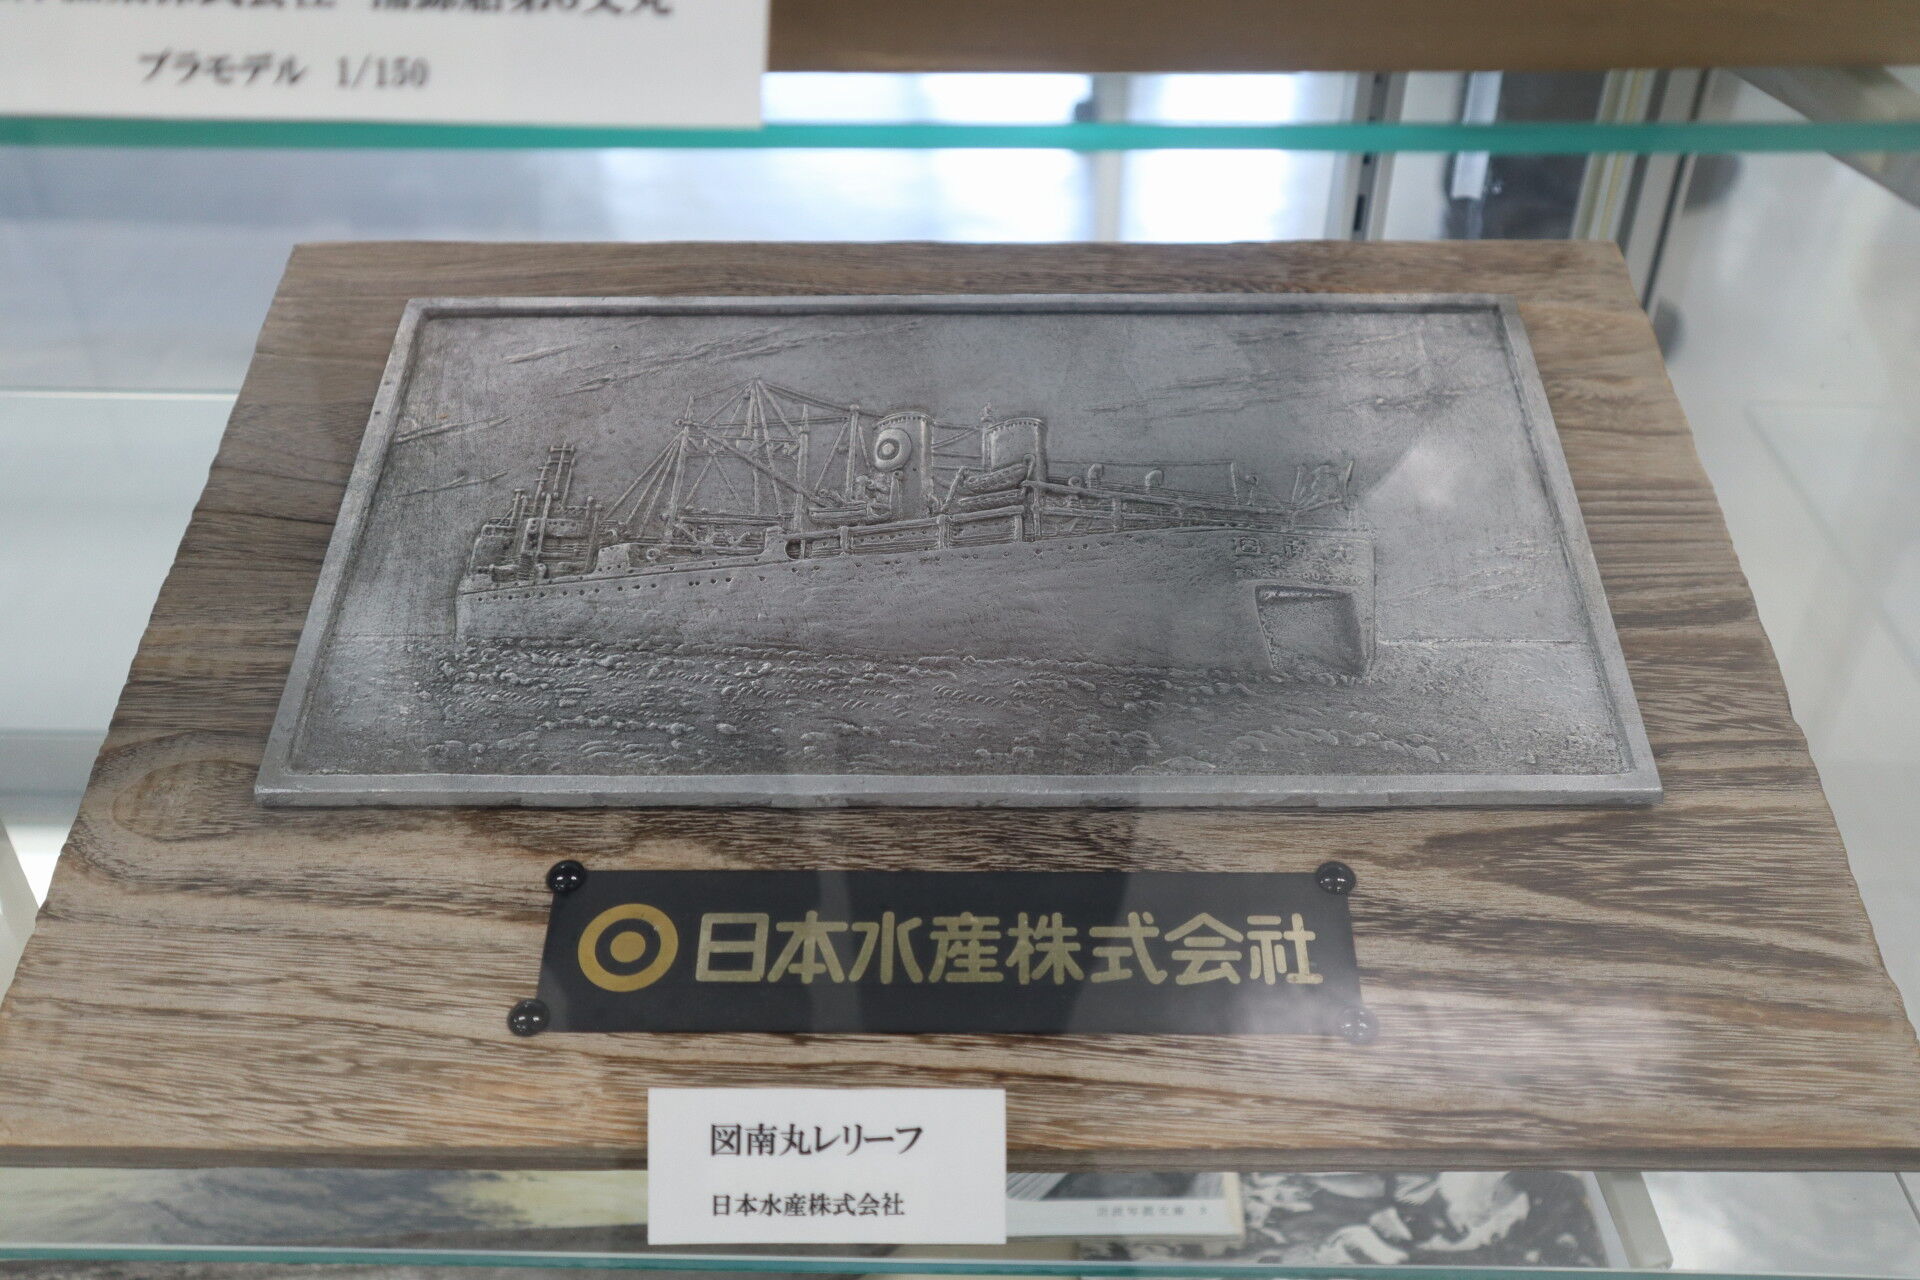 プラモデル 1/150
日本水産株式会社
図南丸レリーフ
日本水産株式会社